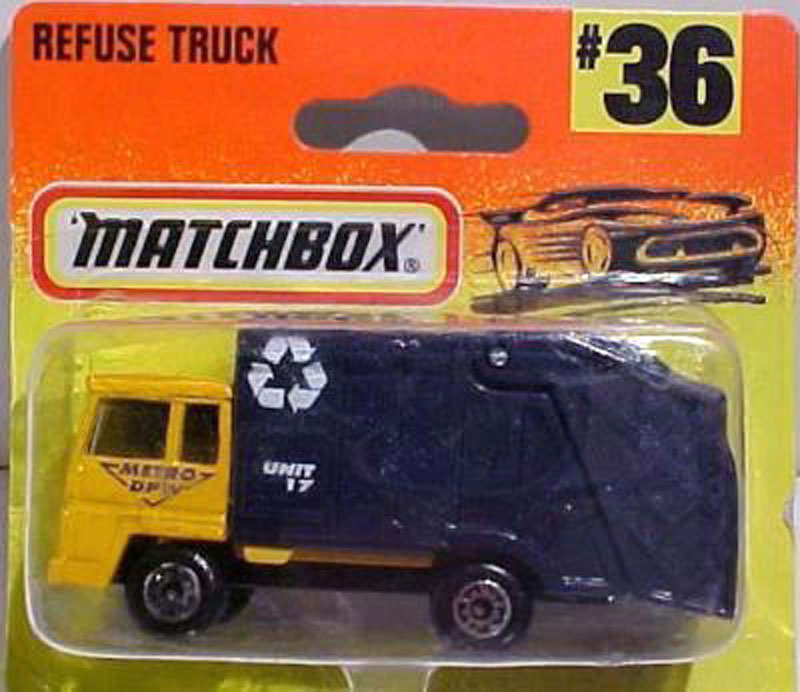 REFUSE TRUCK
#36
"MATCHBOX"®
UNIT
17
METRO
DPW